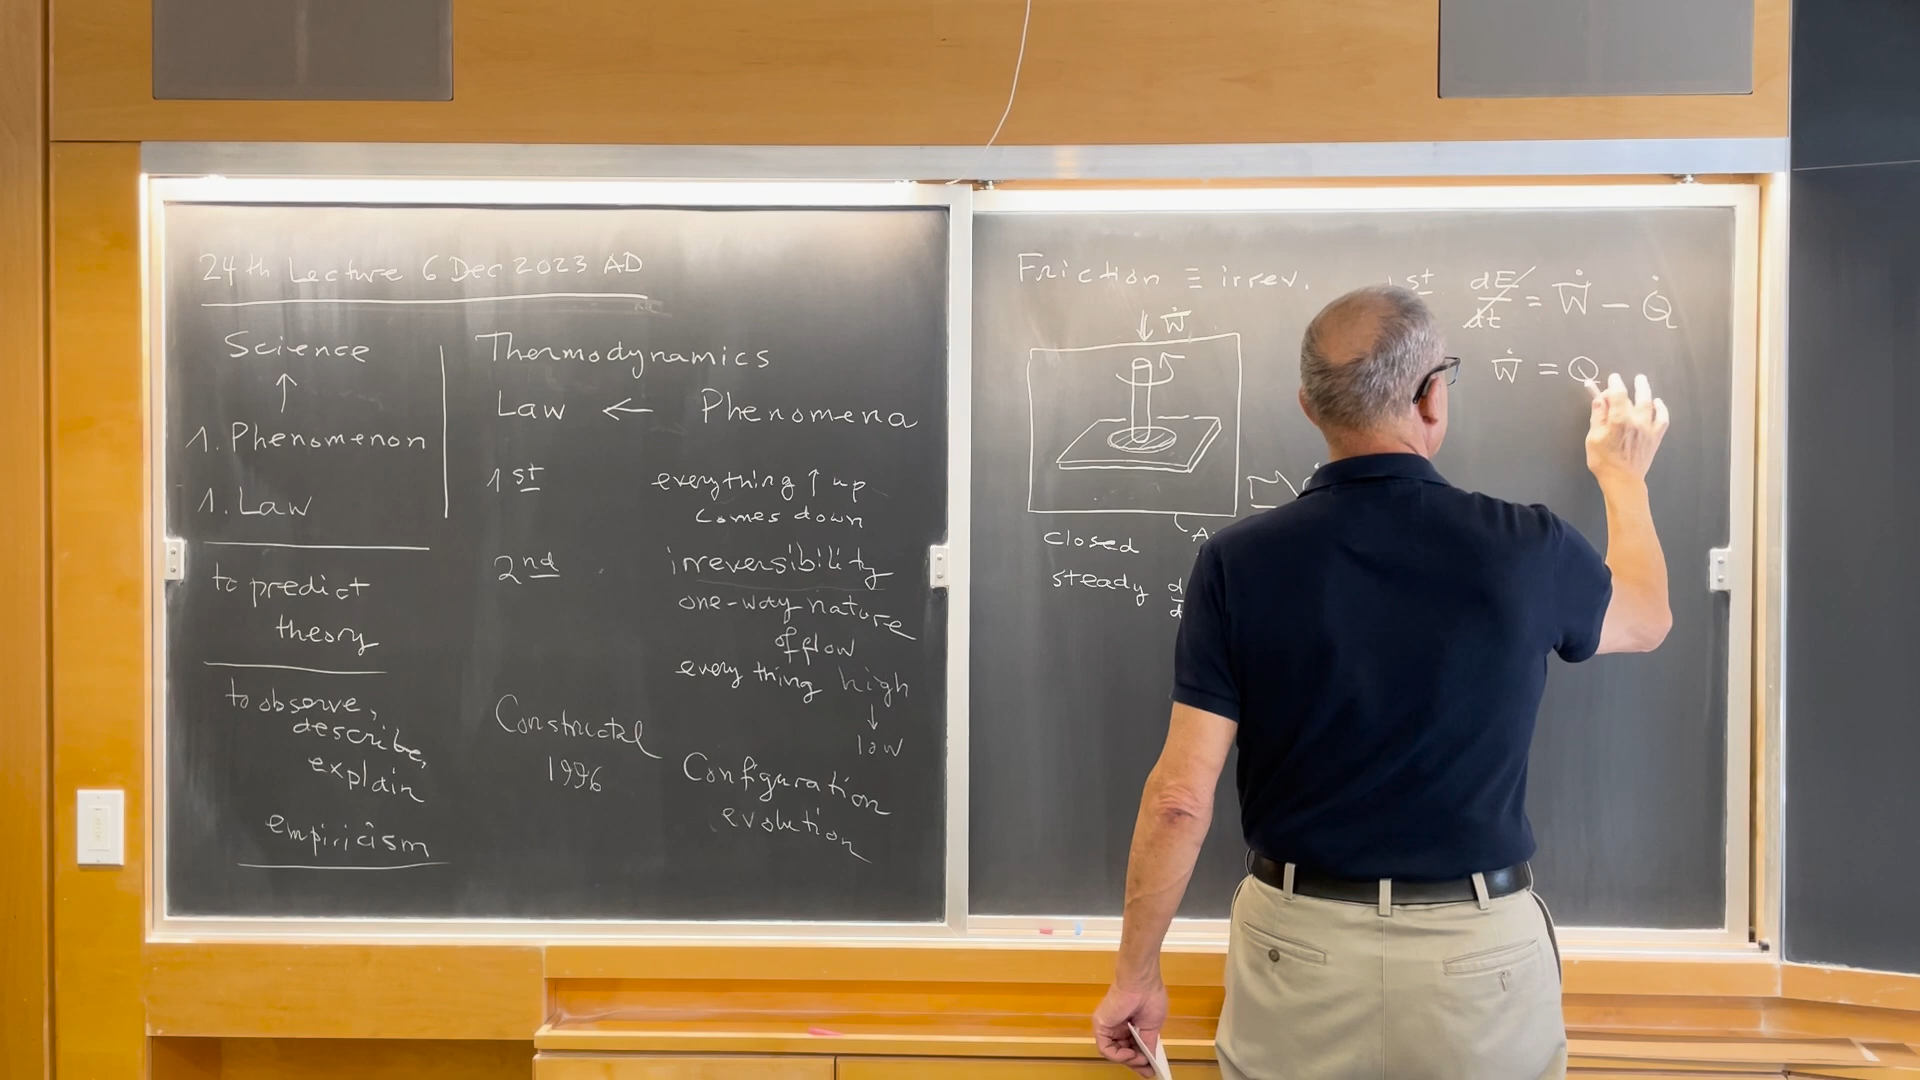 24th Lecture 6 Dec 2023 AD
Science
↑
1. Phenomenon
1. Law
to predict
theory
to observe,
describe,
explain
empiricism
Thermodynamics
Law ← Phenomena
1st everything ↑ up
comes down
2nd irreversibility
one-way nature
of flow
every thing high
↓
low
Constructal
1996
Configuration
evolution
Friction ≡ irrev.
Ẇ
closed
steady
1st dE/dt = Ẇ − Q̇
Ẇ = Q